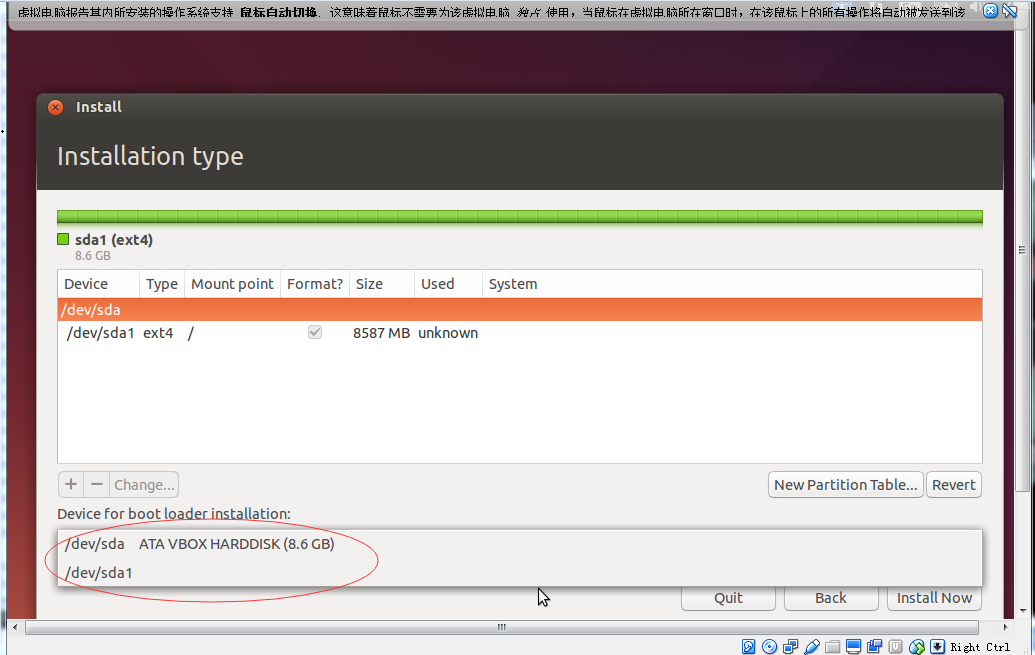 虚拟电脑报告其内所安装的操作系统支持 鼠标自动切换. 这意味着鼠标不需要为该虚拟电脑 独占 使用, 当鼠标在虚拟电脑所在窗口时, 在该鼠标上的所有操作将自动被发送到该
Install
Installation type
sda1 (ext4)
8.6 GB
Device Type Mount point Format? Size Used System
/dev/sda
/dev/sda1 ext4 / 8587 MB unknown
+ − Change... New Partition Table... Revert
Device for boot loader installation:
/dev/sda ATA VBOX HARDDISK (8.6 GB)
/dev/sda1
Quit Back Install Now
Right Ctrl